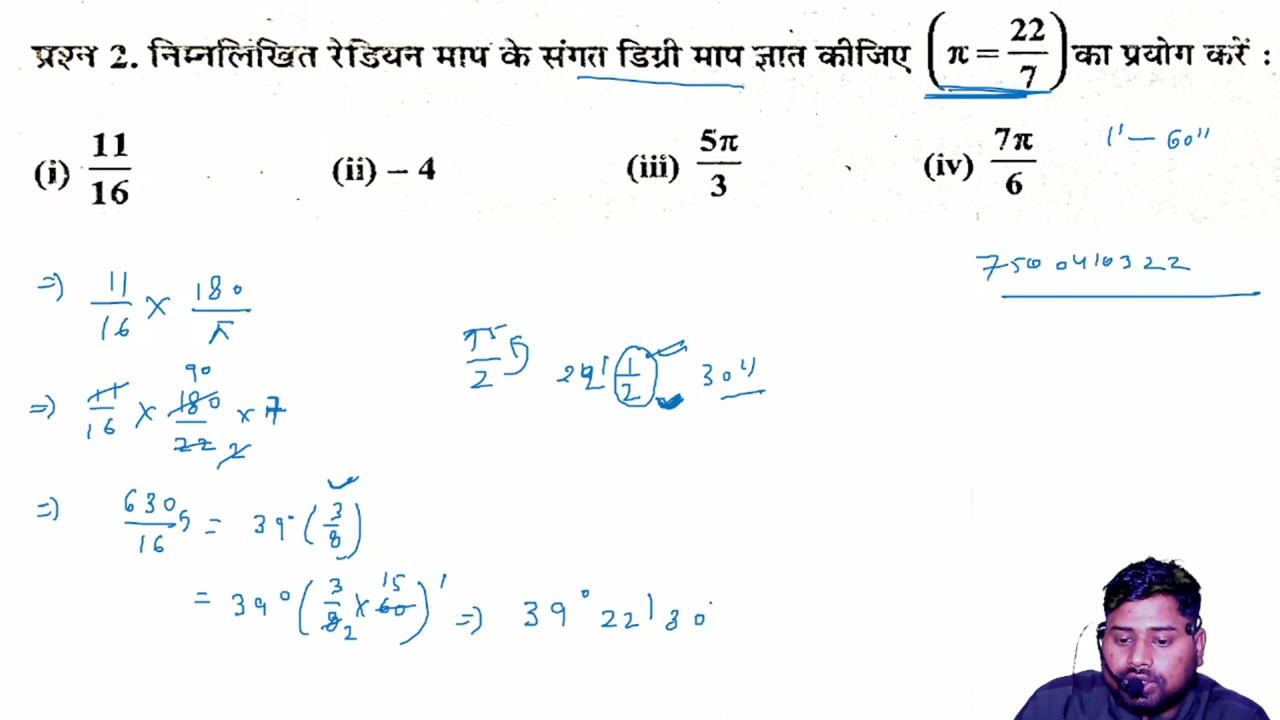 प्रश्न 2. निम्नलिखित रेडियन माप के संगत डिग्री माप ज्ञात कीजिए (π = 22/7) का प्रयोग करें :
(i) 11/16 (ii) – 4 (iii) 5π/3 (iv) 7π/6
1' — 60"
7500410322
⇒) 11/16 × 180/π
⇒) 11/16 × 180/22 × 7
90
2
⇒) 630/16 = 39° (3/8)
= 39° (3/8 × 60)' ⇒) 39° 22' 30
15
2
1/2 30"